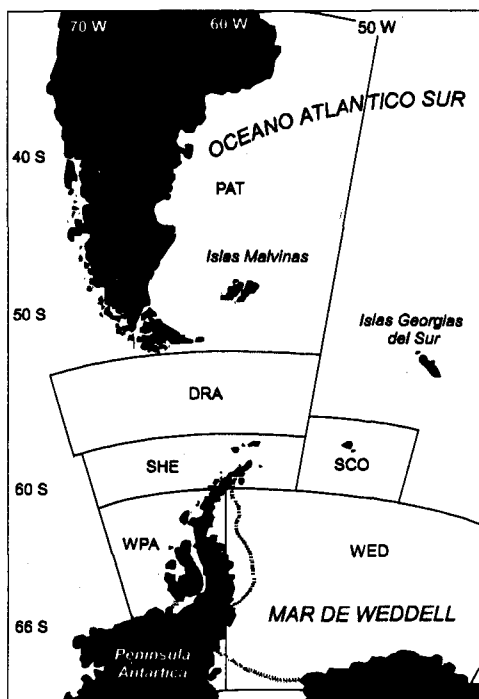 70 W 60 W 50 W
OCEANO ATLANTICO SUR
40 S
PAT
Islas Malvinas
50 S
Islas Georgias
del Sur
DRA
SHE
SCO
60 S
WPA
WED
MAR DE WEDDELL
66 S
Peninsula
Antartica